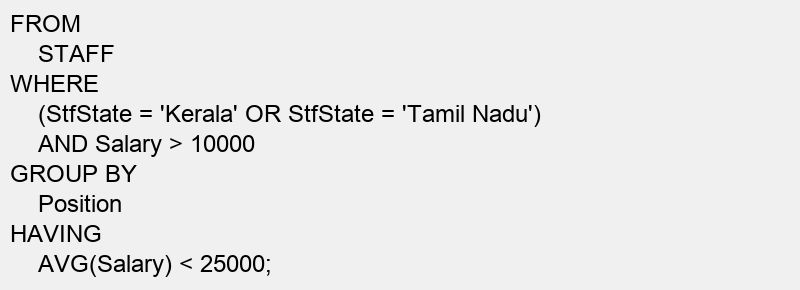 FROM
STAFF
WHERE
(StfState = 'Kerala' OR StfState = 'Tamil Nadu')
AND Salary > 10000
GROUP BY
Position
HAVING
AVG(Salary) < 25000;